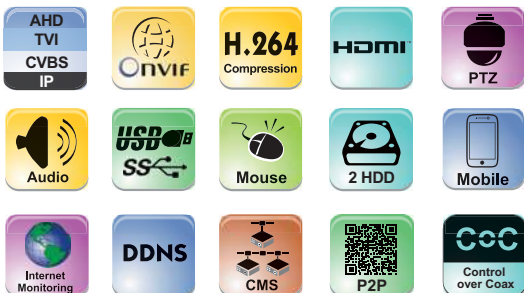 AHD
TVI
CVBS
IP
ONVIF
H.264
Compression
HDMI
PTZ
Audio
USB
SS
Mouse
2 HDD
Mobile
Internet
Monitoring
DDNS
CMS
P2P
CoC
Control
over Coax